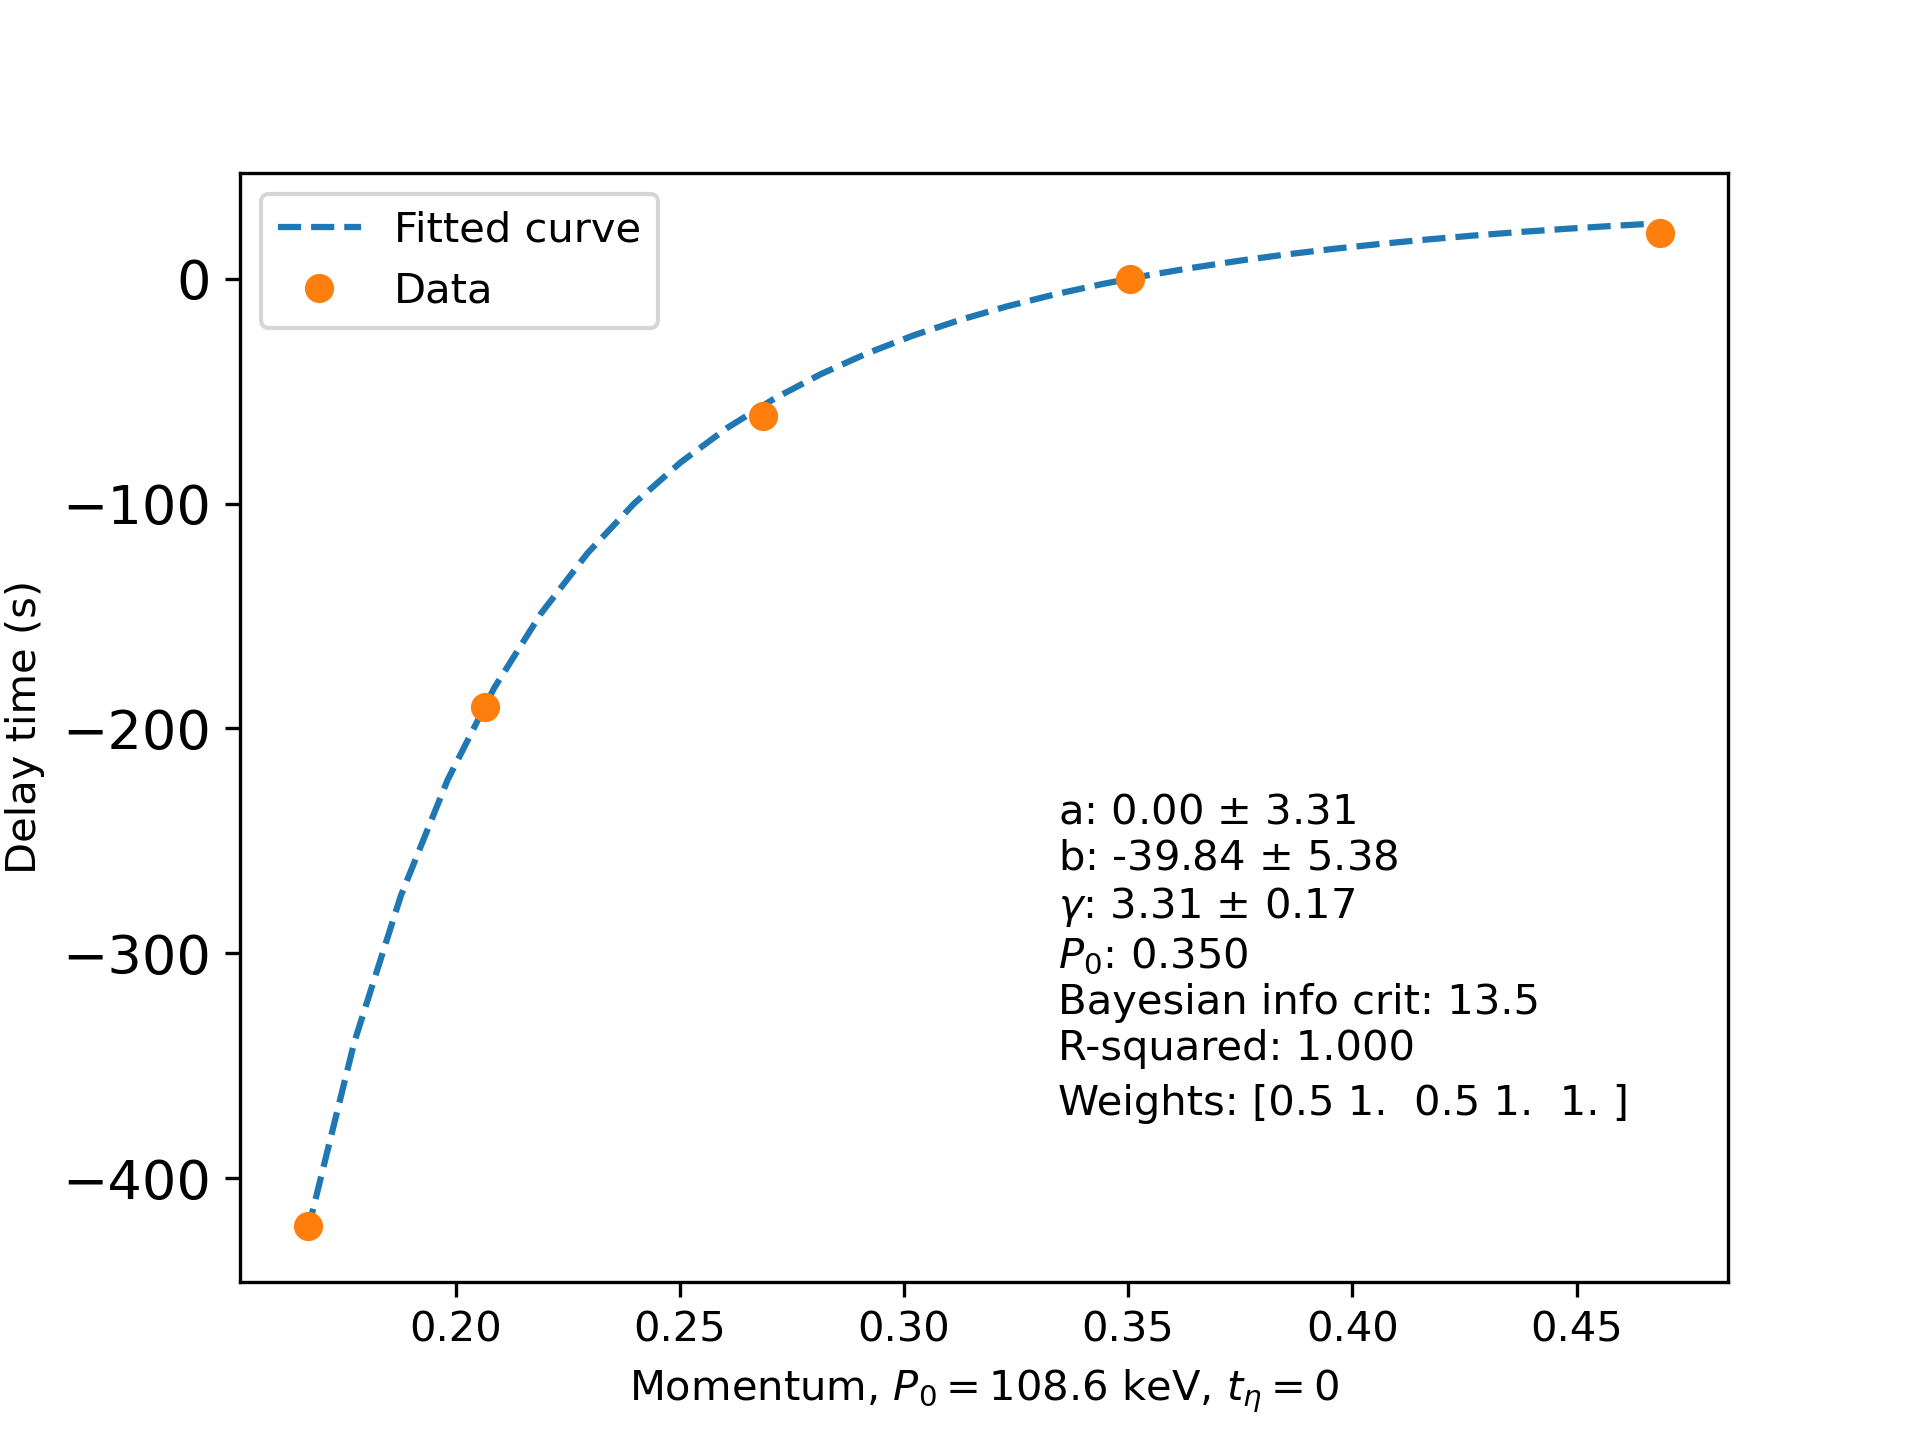 Fitted curve
Data
0
−100
−200
−300
−400
Delay time (s)
a: 0.00 ± 3.31
b: -39.84 ± 5.38
γ: 3.31 ± 0.17
P₀: 0.350
Bayesian info crit: 13.5
R-squared: 1.000
Weights: [0.5 1.  0.5 1.  1. ]
0.20 0.25 0.30 0.35 0.40 0.45
Momentum, P₀ = 108.6 keV, tη = 0